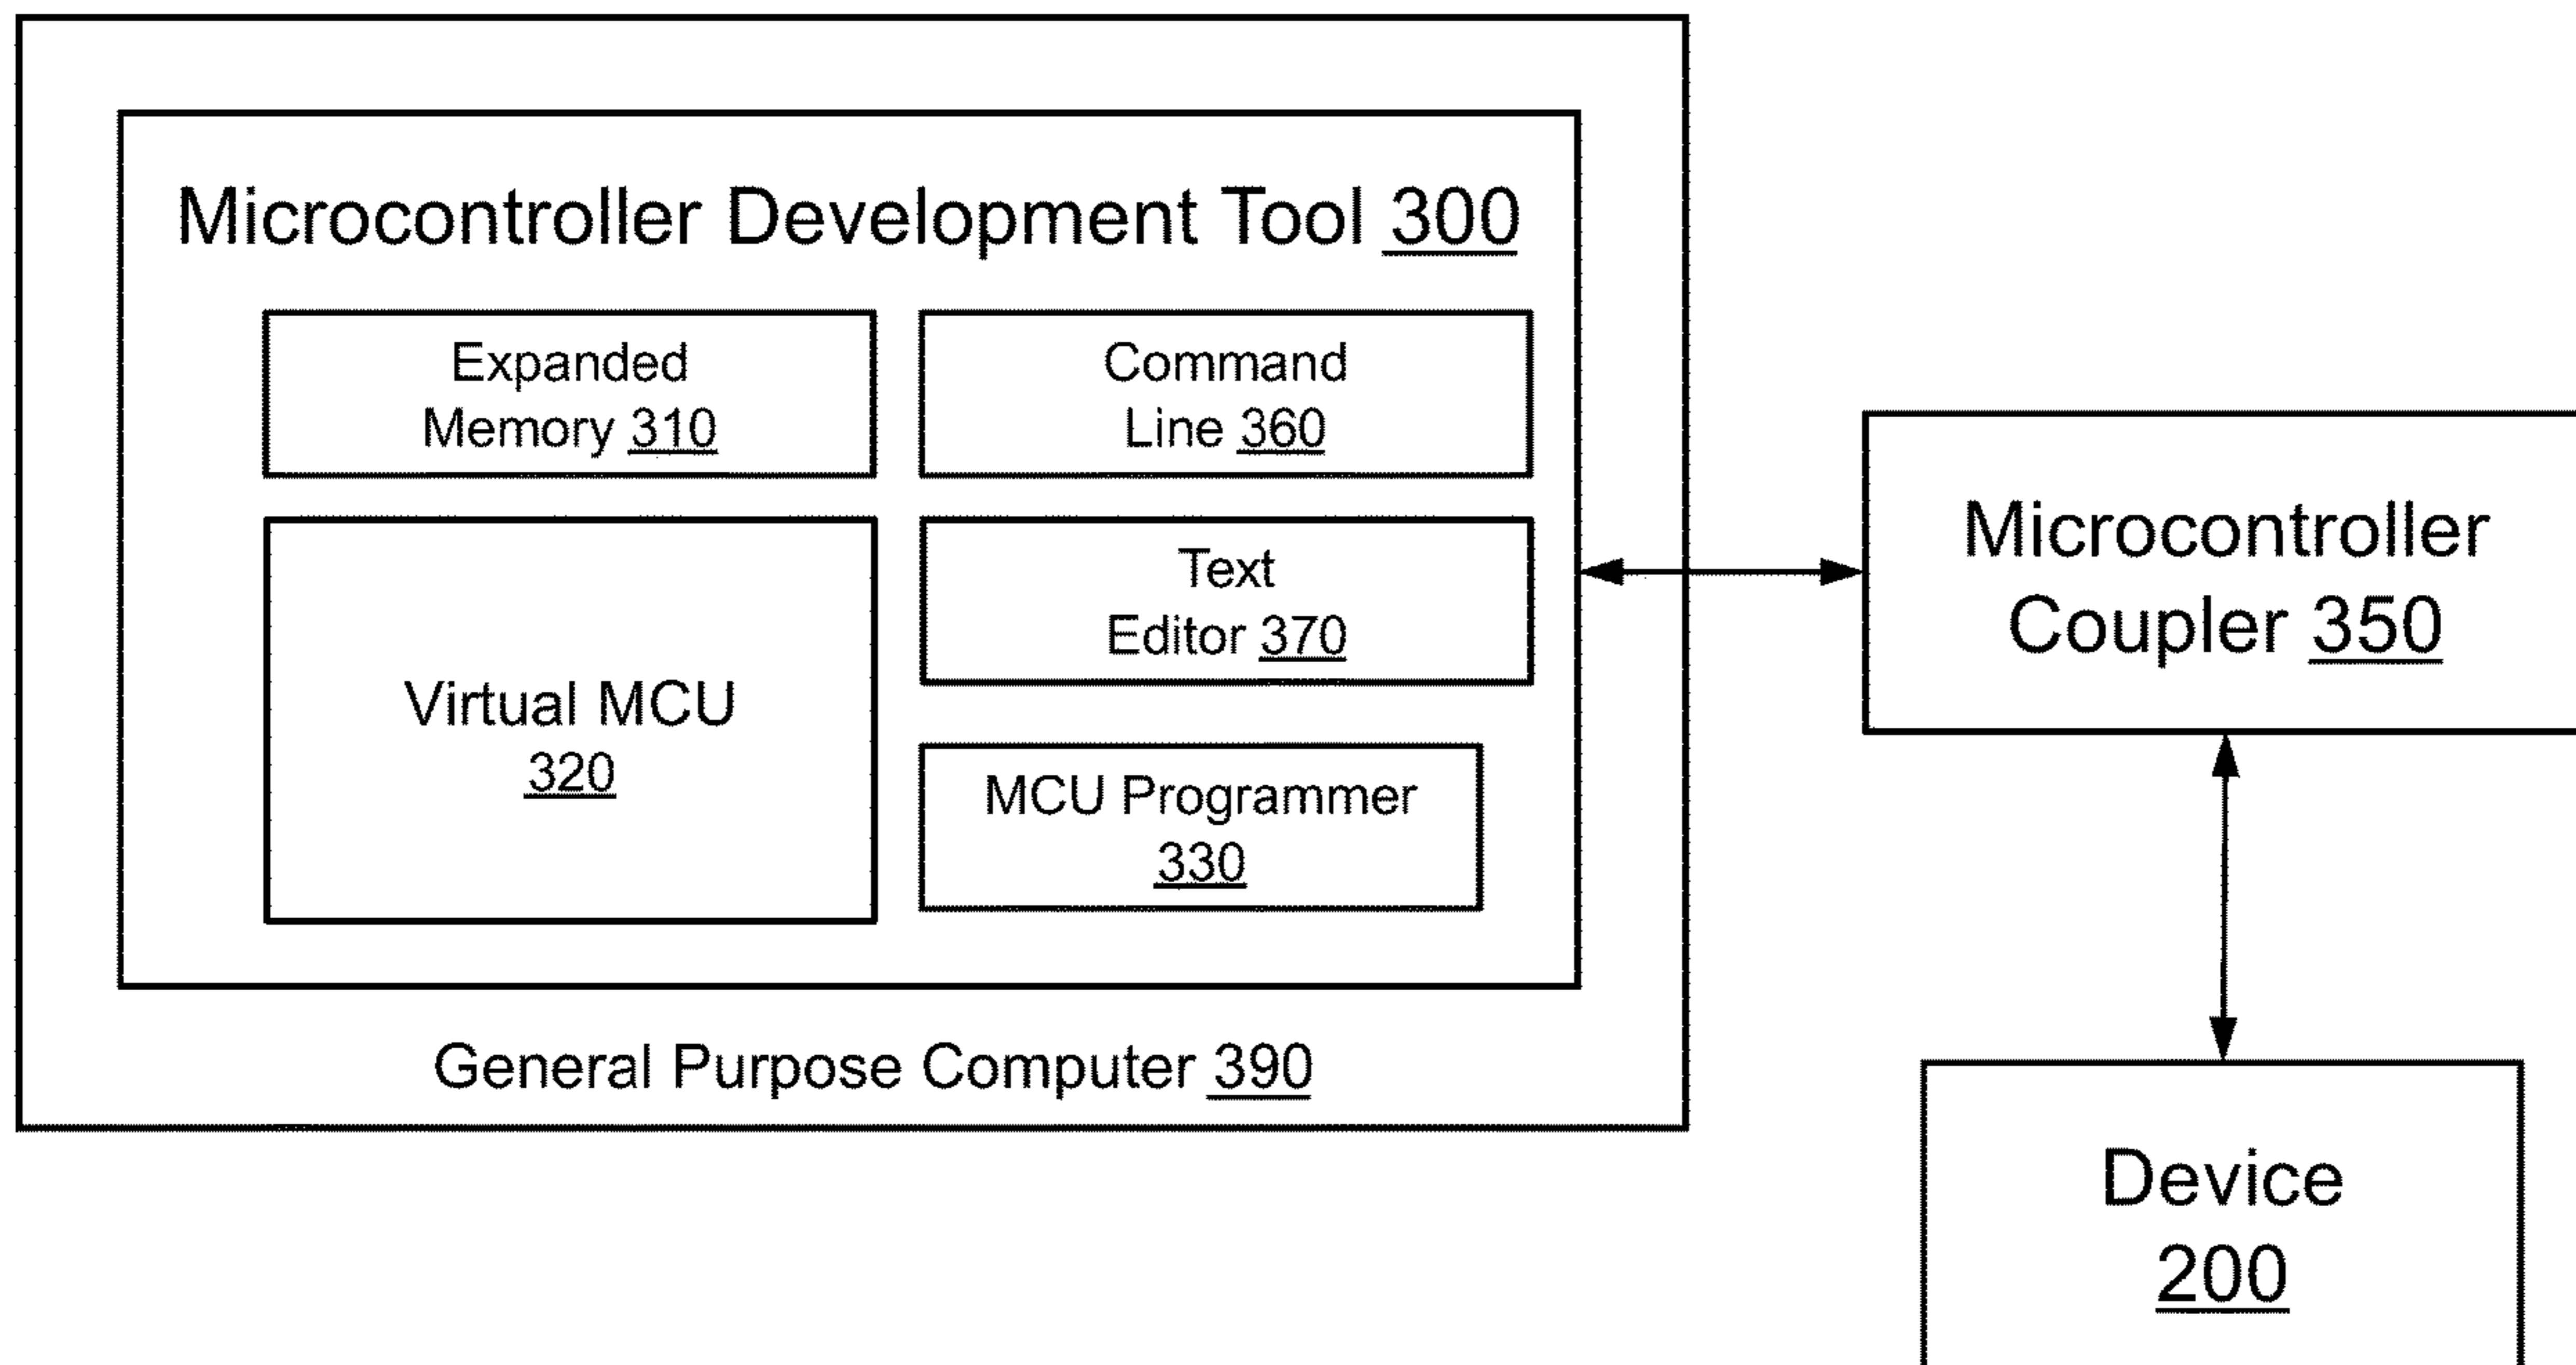 Microcontroller Development Tool 300
Expanded
Memory 310
Command
Line 360
Virtual MCU
320
Text
Editor 370
MCU Programmer
330
General Purpose Computer 390
Microcontroller
Coupler 350
Device
200